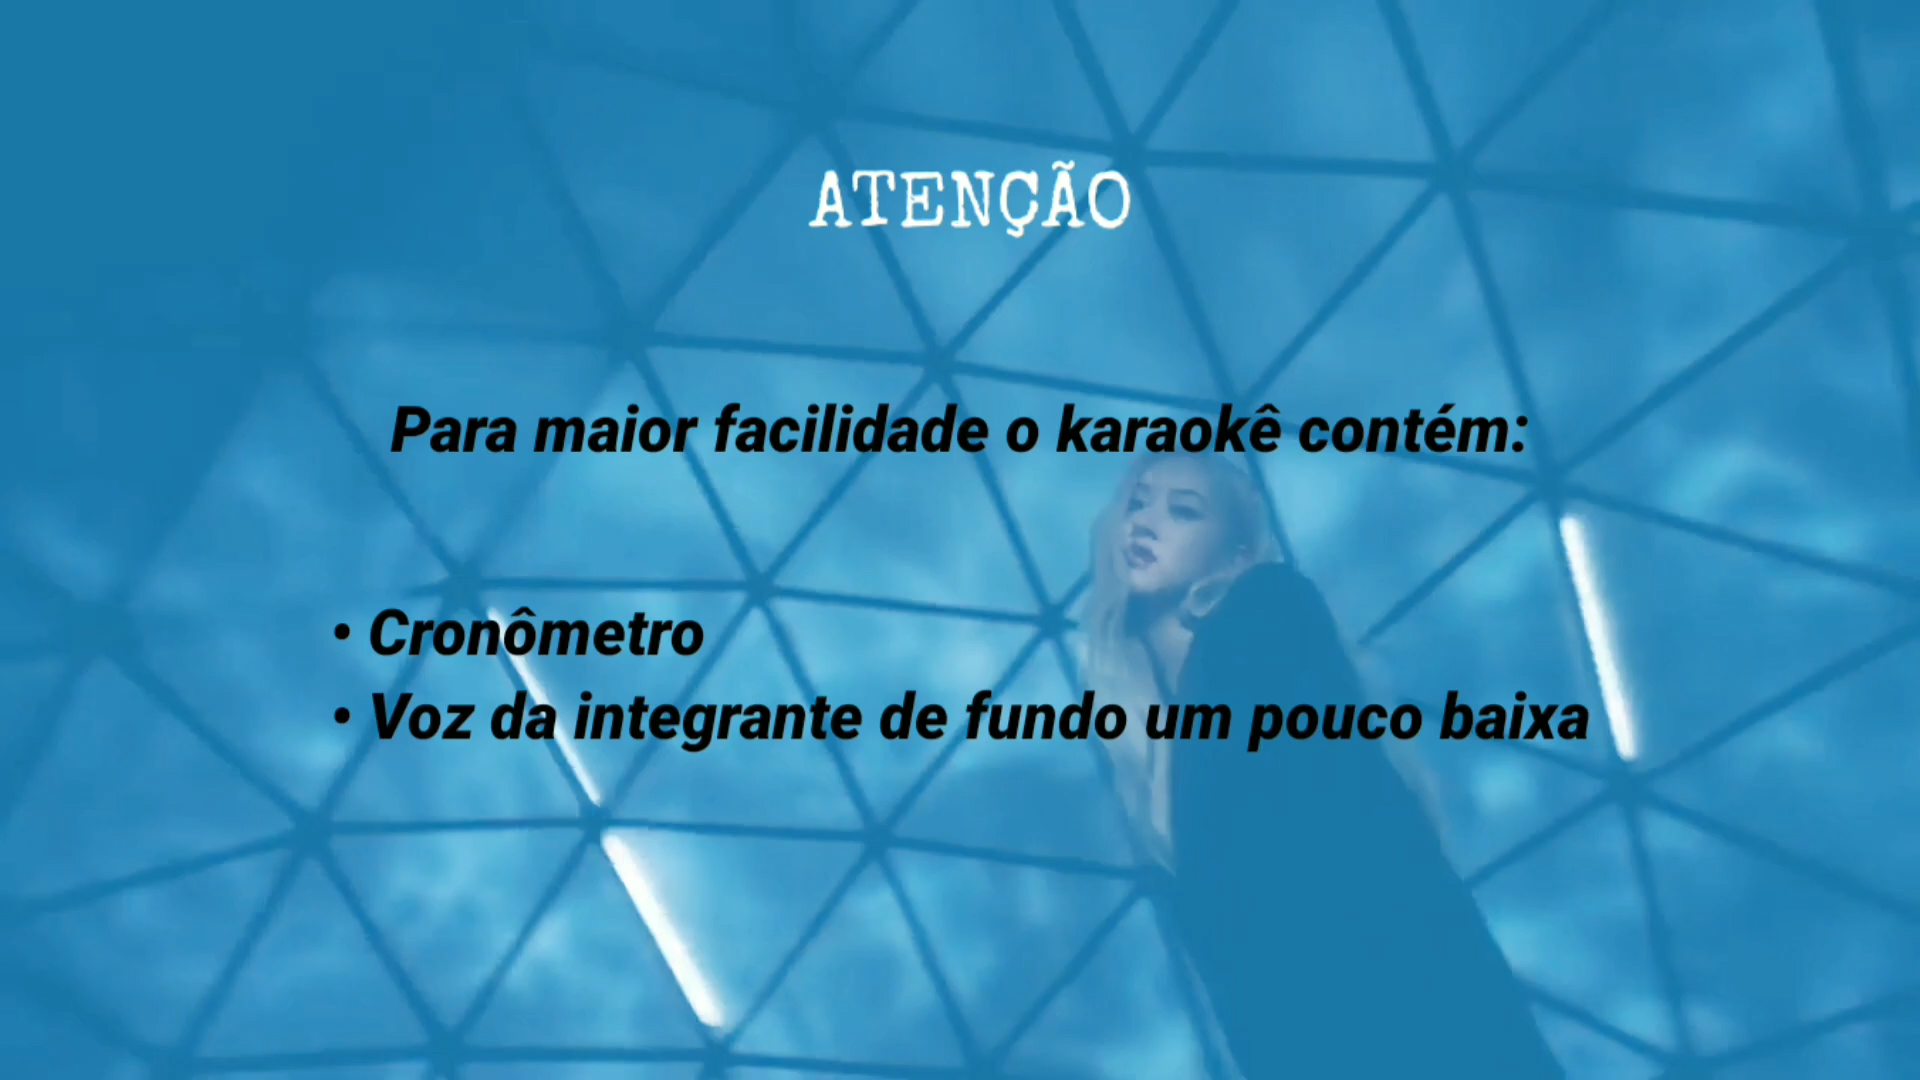 ATENÇÃO
Para maior facilidade o karaokê contém:
• Cronômetro
• Voz da integrante de fundo um pouco baixa